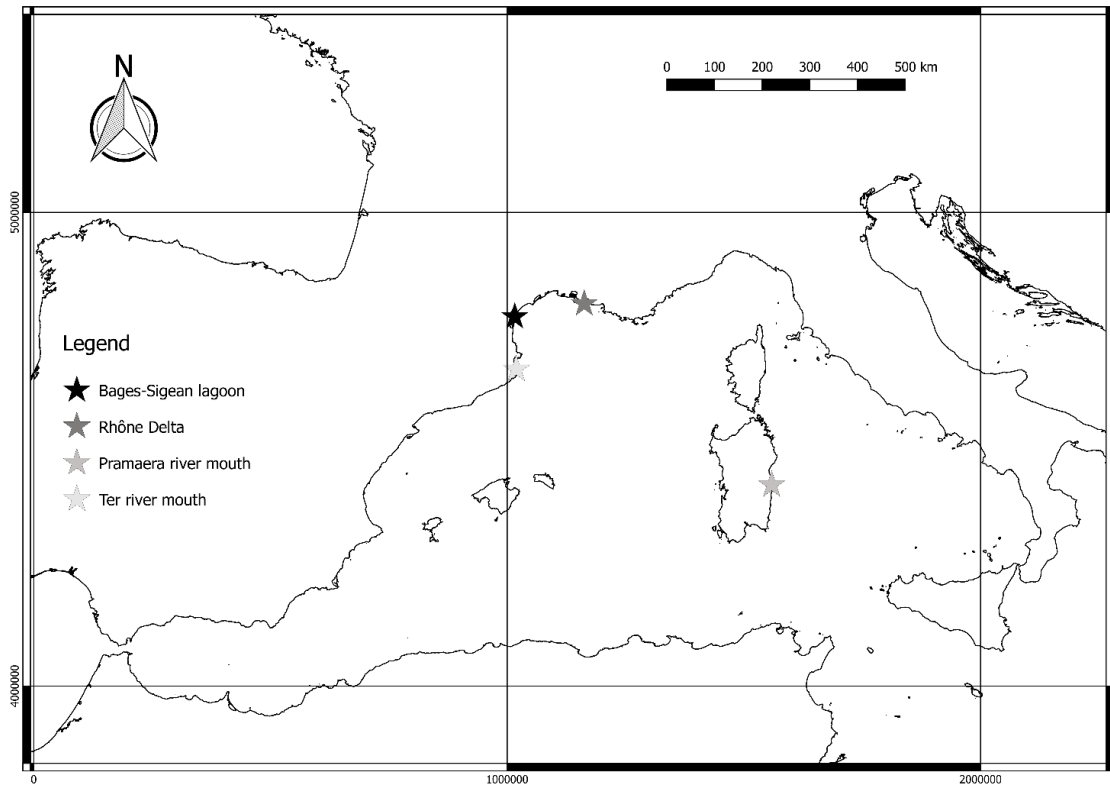 N
0 100 200 300 400 500 km
5000000
Legend
Bages-Sigean lagoon
Rhône Delta
Pramaera river mouth
Ter river mouth
4000000
0 1000000 2000000